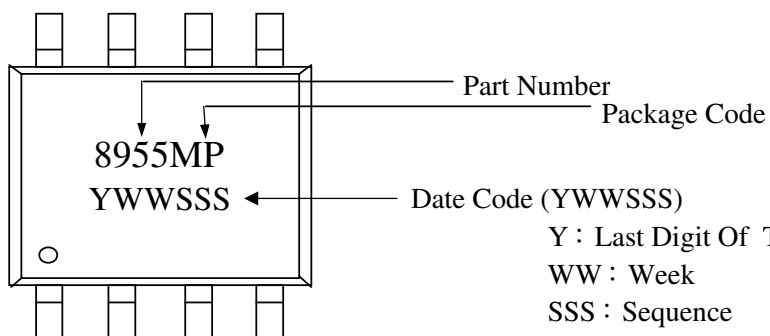 Part Number
Package Code
8955MP
YWWSSS
Date Code (YWWSSS)
Y：Last Digit Of
WW：Week
SSS：Sequence